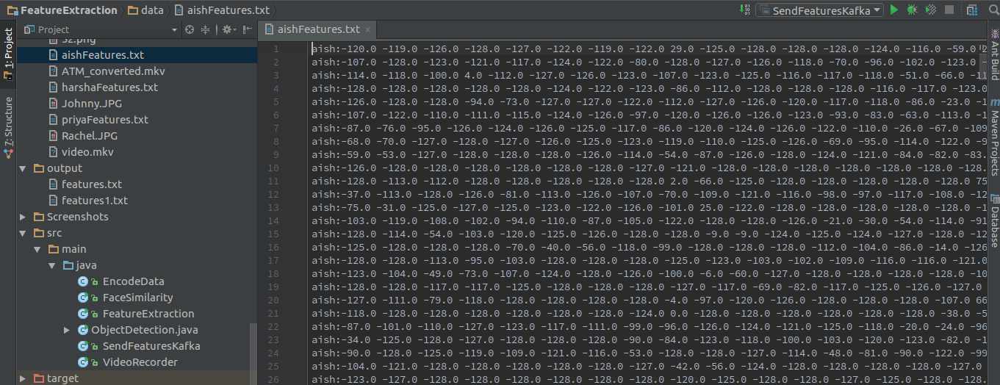 FeatureExtraction data aishFeatures.txt SendFeaturesKafka
1: Project
7: Structure
Project
aishFeatures.txt
ATM_converted.mkv
harshaFeatures.txt
Johnny.JPG
priyaFeatures.txt
Rachel.JPG
video.mkv
output
features.txt
features1.txt
Screenshots
src
main
java
EncodeData
FaceSimilarity
FeatureExtraction
ObjectDetection.java
SendFeaturesKafka
VideoRecorder
target
aishFeatures.txt
1 aish:-120.0 -119.0 -126.0 -128.0 -127.0 -122.0 -119.0 -122.0 29.0 -125.0 -128.0 -128.0 -128.0 -124.0 -116.0 -59.0
2 aish:-107.0 -128.0 -123.0 -121.0 -117.0 -124.0 -122.0 -80.0 -128.0 -127.0 -126.0 -118.0 -70.0 -96.0 -102.0 -123.0
3 aish:-114.0 -118.0 -100.0 4.0 -112.0 -127.0 -126.0 -123.0 -107.0 -123.0 -125.0 -116.0 -117.0 -118.0 -51.0 -66.0
4 aish:-128.0 -128.0 -128.0 -128.0 -128.0 -124.0 -122.0 -123.0 -86.0 -112.0 -128.0 -128.0 -128.0 -116.0 -117.0 -123.0
5 aish:-126.0 -128.0 -128.0 -94.0 -73.0 -127.0 -127.0 -122.0 -112.0 -127.0 -126.0 -120.0 -117.0 -118.0 -86.0 -23.0
6 aish:-107.0 -122.0 -110.0 -111.0 -115.0 -124.0 -126.0 -97.0 -120.0 -126.0 -126.0 -123.0 -93.0 -83.0 -63.0 -113.0
7 aish:-87.0 -76.0 -95.0 -126.0 -124.0 -126.0 -125.0 -117.0 -86.0 -120.0 -124.0 -126.0 -122.0 -110.0 -26.0 -67.0 -109
8 aish:-68.0 -70.0 -127.0 -128.0 -127.0 -126.0 -125.0 -123.0 -119.0 -110.0 -125.0 -126.0 -69.0 -95.0 -114.0 -122.0 -9
9 aish:-59.0 -53.0 -127.0 -128.0 -128.0 -128.0 -126.0 -114.0 -54.0 -87.0 -126.0 -128.0 -124.0 -121.0 -84.0 -82.0 -83.
10 aish:-126.0 -128.0 -128.0 -128.0 -128.0 -128.0 -127.0 -121.0 -128.0 -128.0 -128.0 -128.0 -128.0 -128.0 -128.0 -128.
11 aish:-128.0 -113.0 -112.0 -128.0 -128.0 -128.0 -128.0 2.0 -66.0 -125.0 -128.0 -128.0 -128.0 -128.0 -128.0 75
12 aish:-37.0 -113.0 -128.0 -126.0 -81.0 -113.0 -126.0 -107.0 -70.0 -109.0 -121.0 -116.0 -98.0 -97.0 -117.0 -108.0 -12
13 aish:-75.0 -31.0 -125.0 -127.0 -125.0 -123.0 -122.0 -126.0 -101.0 25.0 -122.0 -128.0 -128.0 -128.0 -128.0 -128.0 -1
14 aish:-103.0 -119.0 -108.0 -102.0 -94.0 -110.0 -87.0 -105.0 -122.0 -128.0 -128.0 -126.0 -21.0 -30.0 -54.0 -114.0 -91
15 aish:-128.0 -114.0 -54.0 -103.0 -120.0 -125.0 -126.0 -128.0 -128.0 -9.0 -9.0 -124.0 -125.0 -124.0 -127.0 -128.0
16 aish:-125.0 -128.0 -128.0 -128.0 -70.0 -40.0 -56.0 -118.0 -99.0 -128.0 -128.0 -128.0 -112.0 -104.0 -86.0 -14.0 -126
17 aish:-128.0 -128.0 -113.0 -95.0 -103.0 -128.0 -128.0 -128.0 -125.0 -123.0 -103.0 -102.0 -109.0 -116.0 -116.0 -121.0
18 aish:-123.0 -104.0 -49.0 -73.0 -107.0 -124.0 -128.0 -126.0 -100.0 -6.0 -60.0 -127.0 -128.0 -128.0 -128.0 -128.0 -10
19 aish:-128.0 -128.0 -117.0 -117.0 -125.0 -128.0 -128.0 -128.0 -127.0 -117.0 -69.0 -82.0 -117.0 -125.0 -126.0 -127.0
20 aish:-127.0 -111.0 -79.0 -118.0 -128.0 -128.0 -128.0 -128.0 -4.0 -97.0 -120.0 -126.0 -128.0 -128.0 -128.0 -107.0 66
21 aish:-118.0 -128.0 -128.0 -128.0 -128.0 -128.0 -124.0 0.0 -128.0 -128.0 -128.0 -128.0 -128.0 -128.0 -38.0 -5
22 aish:-87.0 -101.0 -110.0 -127.0 -123.0 -117.0 -111.0 -99.0 -96.0 -126.0 -124.0 -121.0 -125.0 -118.0 -20.0 -24.0 -96
23 aish:-34.0 -125.0 -128.0 -127.0 -128.0 -128.0 -128.0 -90.0 -84.0 -123.0 -118.0 -100.0 -103.0 -120.0 -123.0 -82.0 -1
24 aish:-90.0 -128.0 -125.0 -119.0 -109.0 -121.0 -116.0 -53.0 -128.0 -128.0 -127.0 -114.0 -48.0 -81.0 -90.0 -122.0 -99
25 aish:-104.0 -121.0 -128.0 -128.0 -128.0 -128.0 -128.0 -127.0 -42.0 -56.0 -124.0 -128.0 -128.0 -128.0 -128.0 -127.0
26 aish:-123.0 -127.0 -128.0 -128.0 -128.0 -128.0 -128.0 -128.0 -120.0 -125.0 -128.0 -128.0 -127.0 -128.0 -128.
Ant Build
Maven Projects
Database